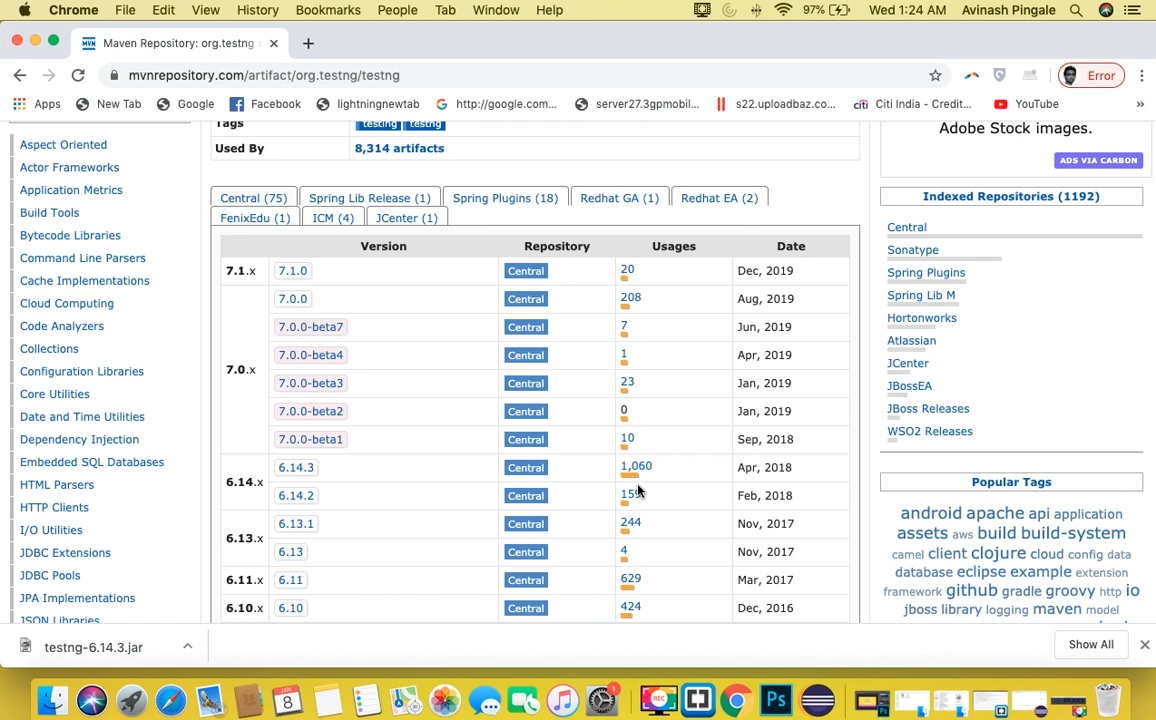 Chrome File Edit View History Bookmarks People Tab Window Help 97% Wed 1:24 AM Avinash Pingale
Maven Repository: org.testng
mvnrepository.com/artifact/org.testng/testng Error
Apps New Tab Google Facebook lightningnewtab http://google.com... server27.3gpmobil... s22.uploadbaz.co... citi Citi India - Credit... YouTube »
Aspect Oriented
Actor Frameworks
Application Metrics
Build Tools
Bytecode Libraries
Command Line Parsers
Cache Implementations
Cloud Computing
Code Analyzers
Collections
Configuration Libraries
Core Utilities
Date and Time Utilities
Dependency Injection
Embedded SQL Databases
HTML Parsers
HTTP Clients
I/O Utilities
JDBC Extensions
JDBC Pools
JPA Implementations
JSON Libraries
Tags testing testng
Used By 8,314 artifacts
Central (75) Spring Lib Release (1) Spring Plugins (18) Redhat GA (1) Redhat EA (2)
FenixEdu (1) ICM (4) JCenter (1)
Version Repository Usages Date
7.1.x 7.1.0 Central 20 Dec, 2019
7.0.0 Central 208 Aug, 2019
7.0.0-beta7 Central 7 Jun, 2019
7.0.0-beta4 Central 1 Apr, 2019
7.0.x 7.0.0-beta3 Central 23 Jan, 2019
7.0.0-beta2 Central 0 Jan, 2019
7.0.0-beta1 Central 10 Sep, 2018
6.14.x 6.14.3 Central 1,060 Apr, 2018
6.14.2 Central Feb, 2018
6.13.x 6.13.1 Central 244 Nov, 2017
6.13 Central 4 Nov, 2017
6.11.x 6.11 Central 629 Mar, 2017
6.10.x 6.10 Central 424 Dec, 2016
Adobe Stock images.
ADS VIA CARBON
Indexed Repositories (1192)
Central
Sonatype
Spring Plugins
Spring Lib M
Hortonworks
Atlassian
JCenter
JBossEA
JBoss Releases
WSO2 Releases
Popular Tags
android apache api application
assets aws build build-system
camel client clojure cloud config data
database eclipse example extension
framework github gradle groovy http io
jboss library logging maven model
testng-6.14.3.jar Show All
JAN 8 1 REC Ps